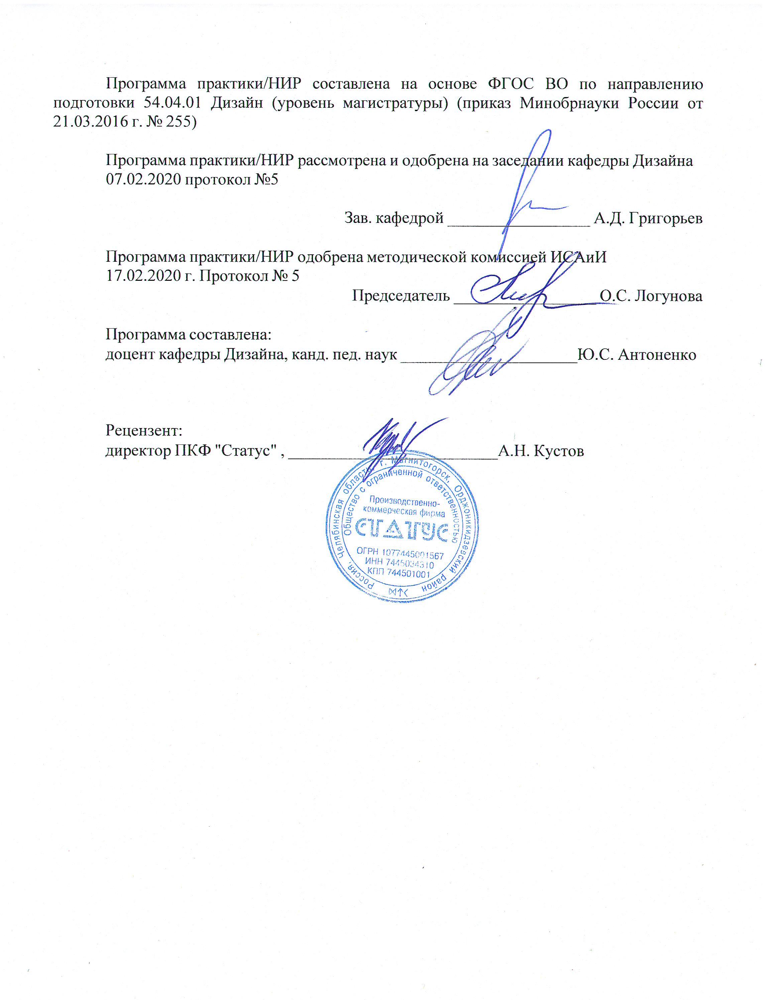 Программа практики/НИР составлена на основе ФГОС ВО по направлению
подготовки 54.04.01 Дизайн (уровень магистратуры) (приказ Минобрнауки России от
21.03.2016 г. № 255)
Программа практики/НИР рассмотрена и одобрена на заседании кафедры Дизайна
07.02.2020 протокол №5
Зав. кафедрой __________________ А.Д. Григорьев
Программа практики/НИР одобрена методической комиссией ИСАиИ
17.02.2020 г. Протокол № 5
Председатель __________________ О.С. Логунова
Программа составлена:
доцент кафедры Дизайна, канд. пед. наук ______________________Ю.С. Антоненко
Рецензент:
директор ПКФ "Статус" , __________________________А.Н. Кустов
Россия, Челябинская область, г. Магнитогорск, Орджоникидзевский район
Общество с ограниченной ответственностью
Производственно-
коммерческая фирма
СТАТУС
ОГРН 1077445001567
ИНН 7445034310
КПП 744501001